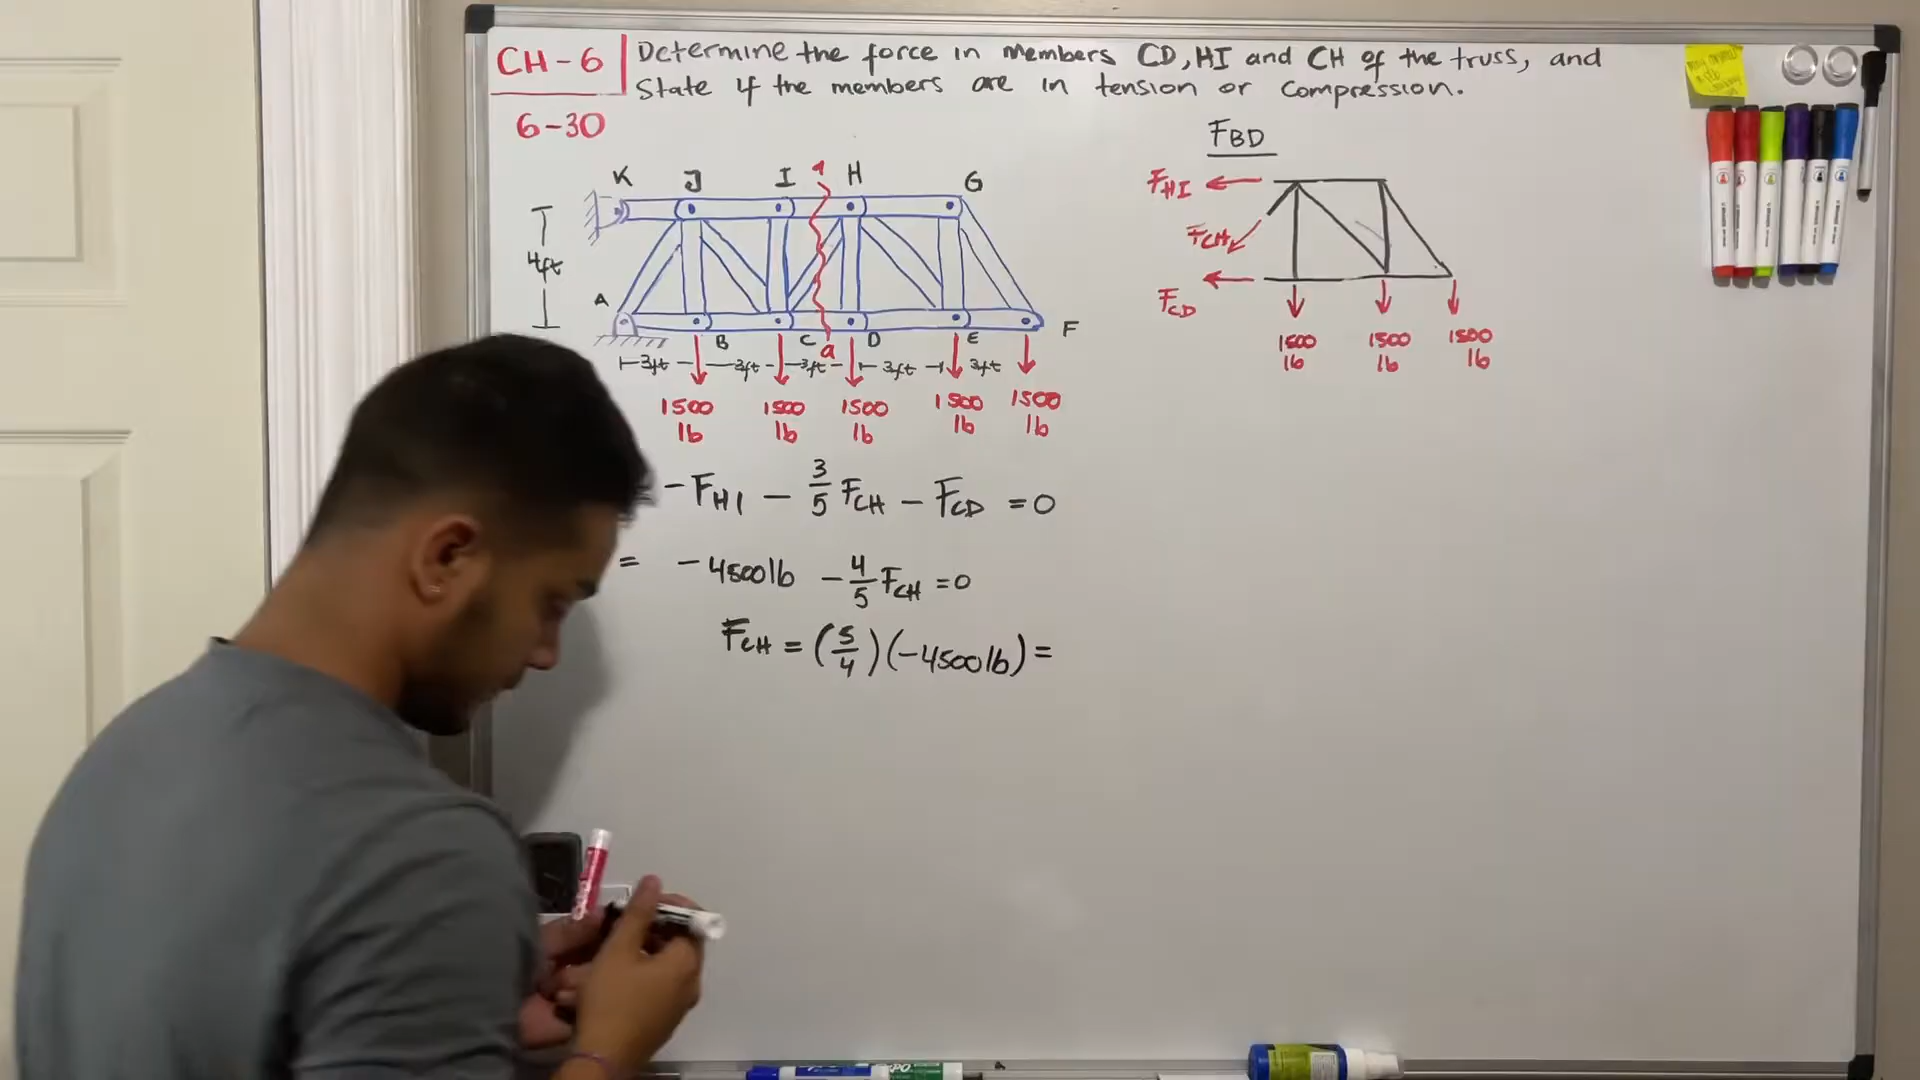 CH-6
Determine the force in members CD, HI and CH of the truss, and
State if the members are in tension or compression.
6-30
FBD
K J I a H G
4ft
A B C a D E F
3ft 3ft 3ft 3ft 3ft
1500 lb 1500 lb 1500 lb 1500 lb 1500 lb
F_HI
F_CH
F_CD
1500 lb 1500 lb 1500 lb
-F_HI - 3/5 F_CH - F_CD = 0
= -4500lb - 4/5 F_CH = 0
F_CH = (5/4)(-4500lb) =